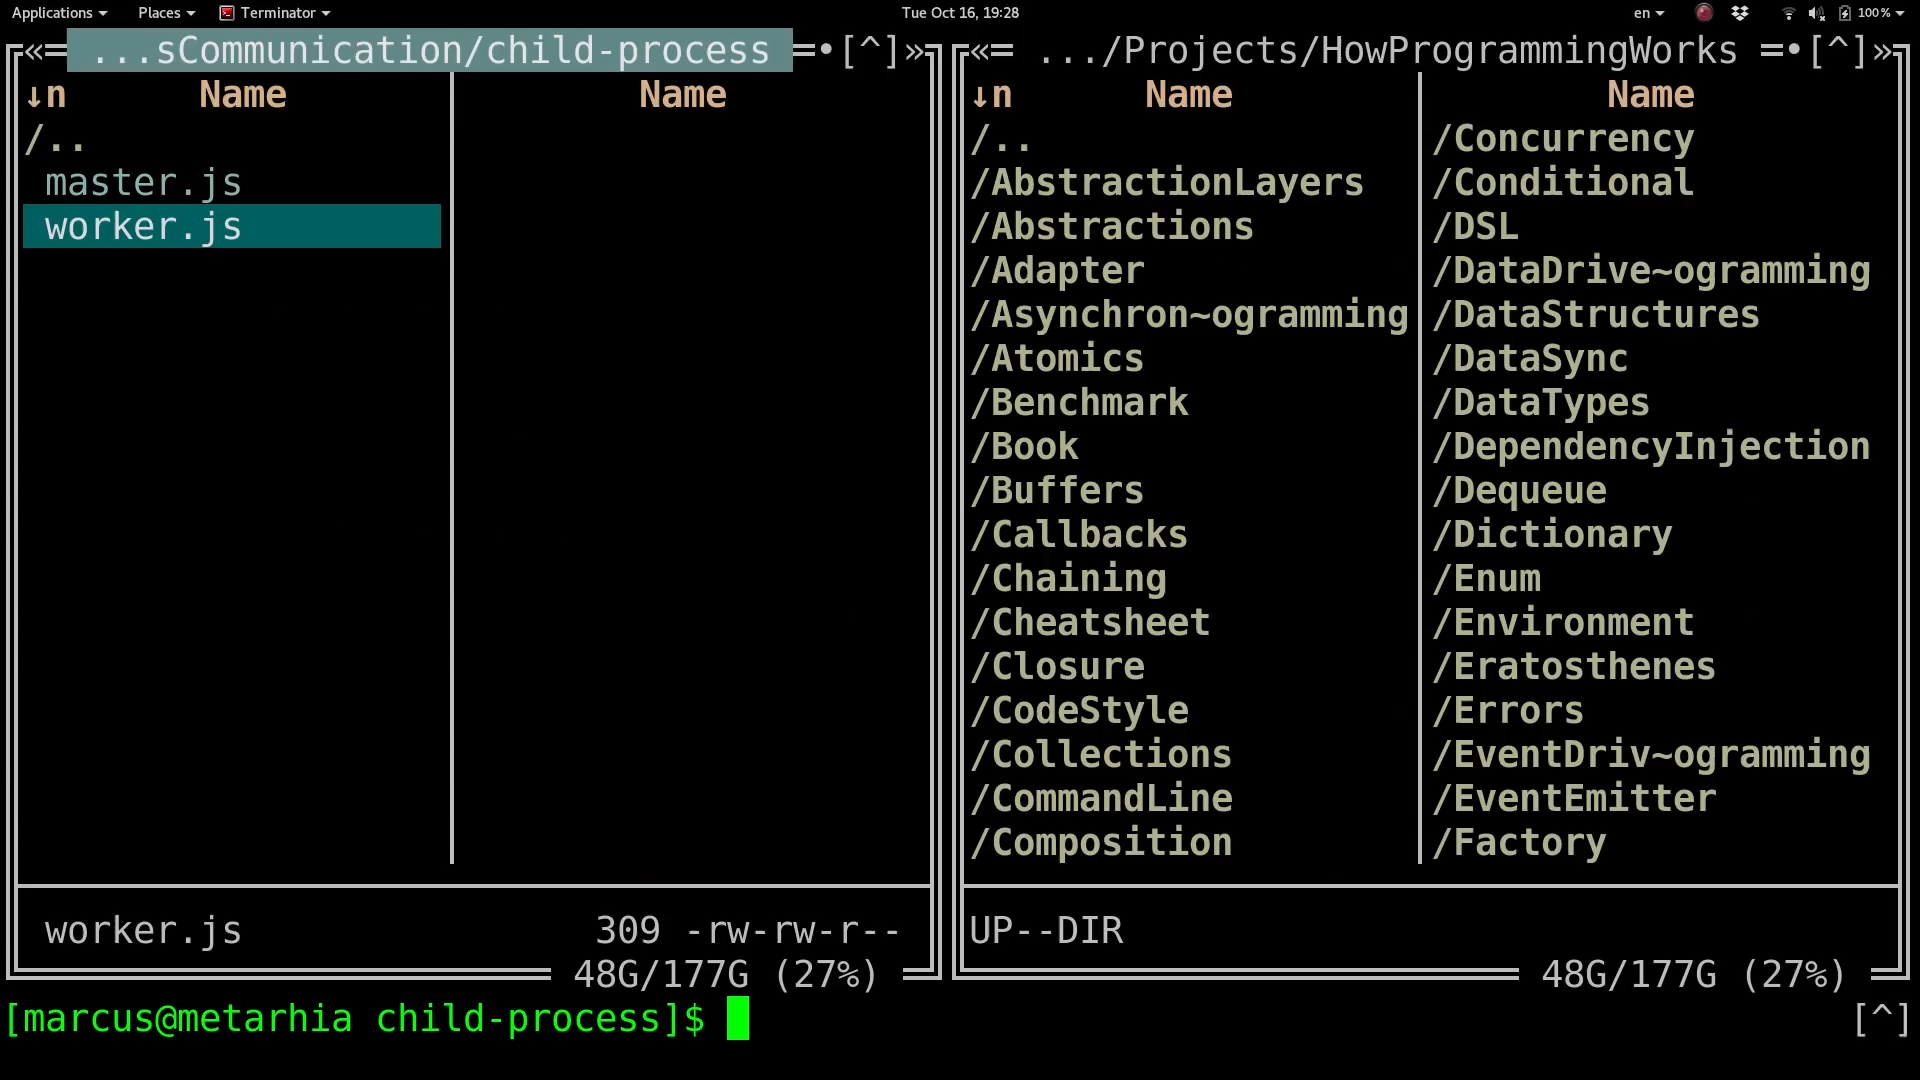 Applications Places Terminator Tue Oct 16, 19:28 en 100%
«═ ...sCommunication/child-process ═•[^]»
↓n Name Name
/..
master.js
worker.js
worker.js 309 -rw-rw-r--
48G/177G (27%)
«═ .../Projects/HowProgrammingWorks ═•[^]»
↓n Name Name
/..
/AbstractionLayers
/Abstractions
/Adapter
/Asynchron~ogramming
/Atomics
/Benchmark
/Book
/Buffers
/Callbacks
/Chaining
/Cheatsheet
/Closure
/CodeStyle
/Collections
/CommandLine
/Composition
/Concurrency
/Conditional
/DSL
/DataDrive~ogramming
/DataStructures
/DataSync
/DataTypes
/DependencyInjection
/Dequeue
/Dictionary
/Enum
/Environment
/Eratosthenes
/Errors
/EventDriv~ogramming
/EventEmitter
/Factory
UP--DIR
48G/177G (27%)
[marcus@metarhia child-process]$ [^]